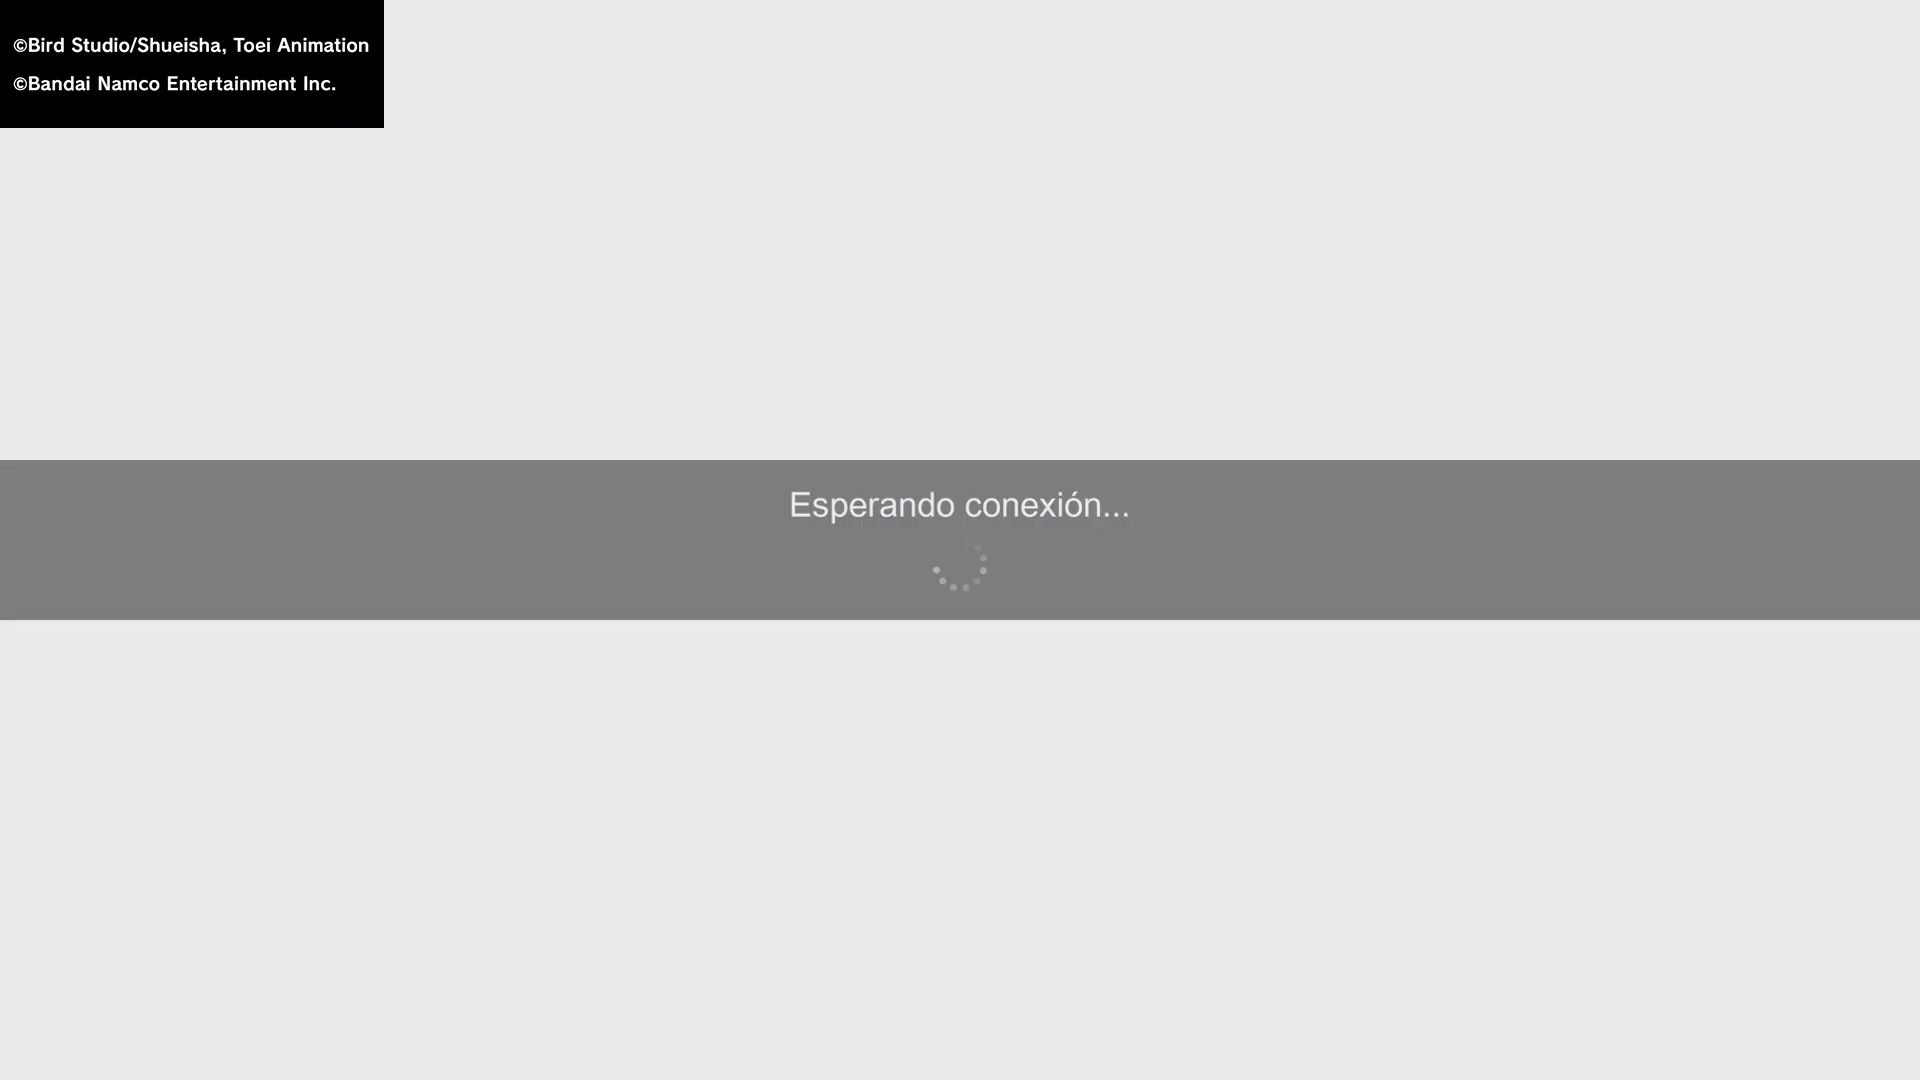 ©Bird Studio/Shueisha, Toei Animation
©Bandai Namco Entertainment Inc.
Esperando conexión...